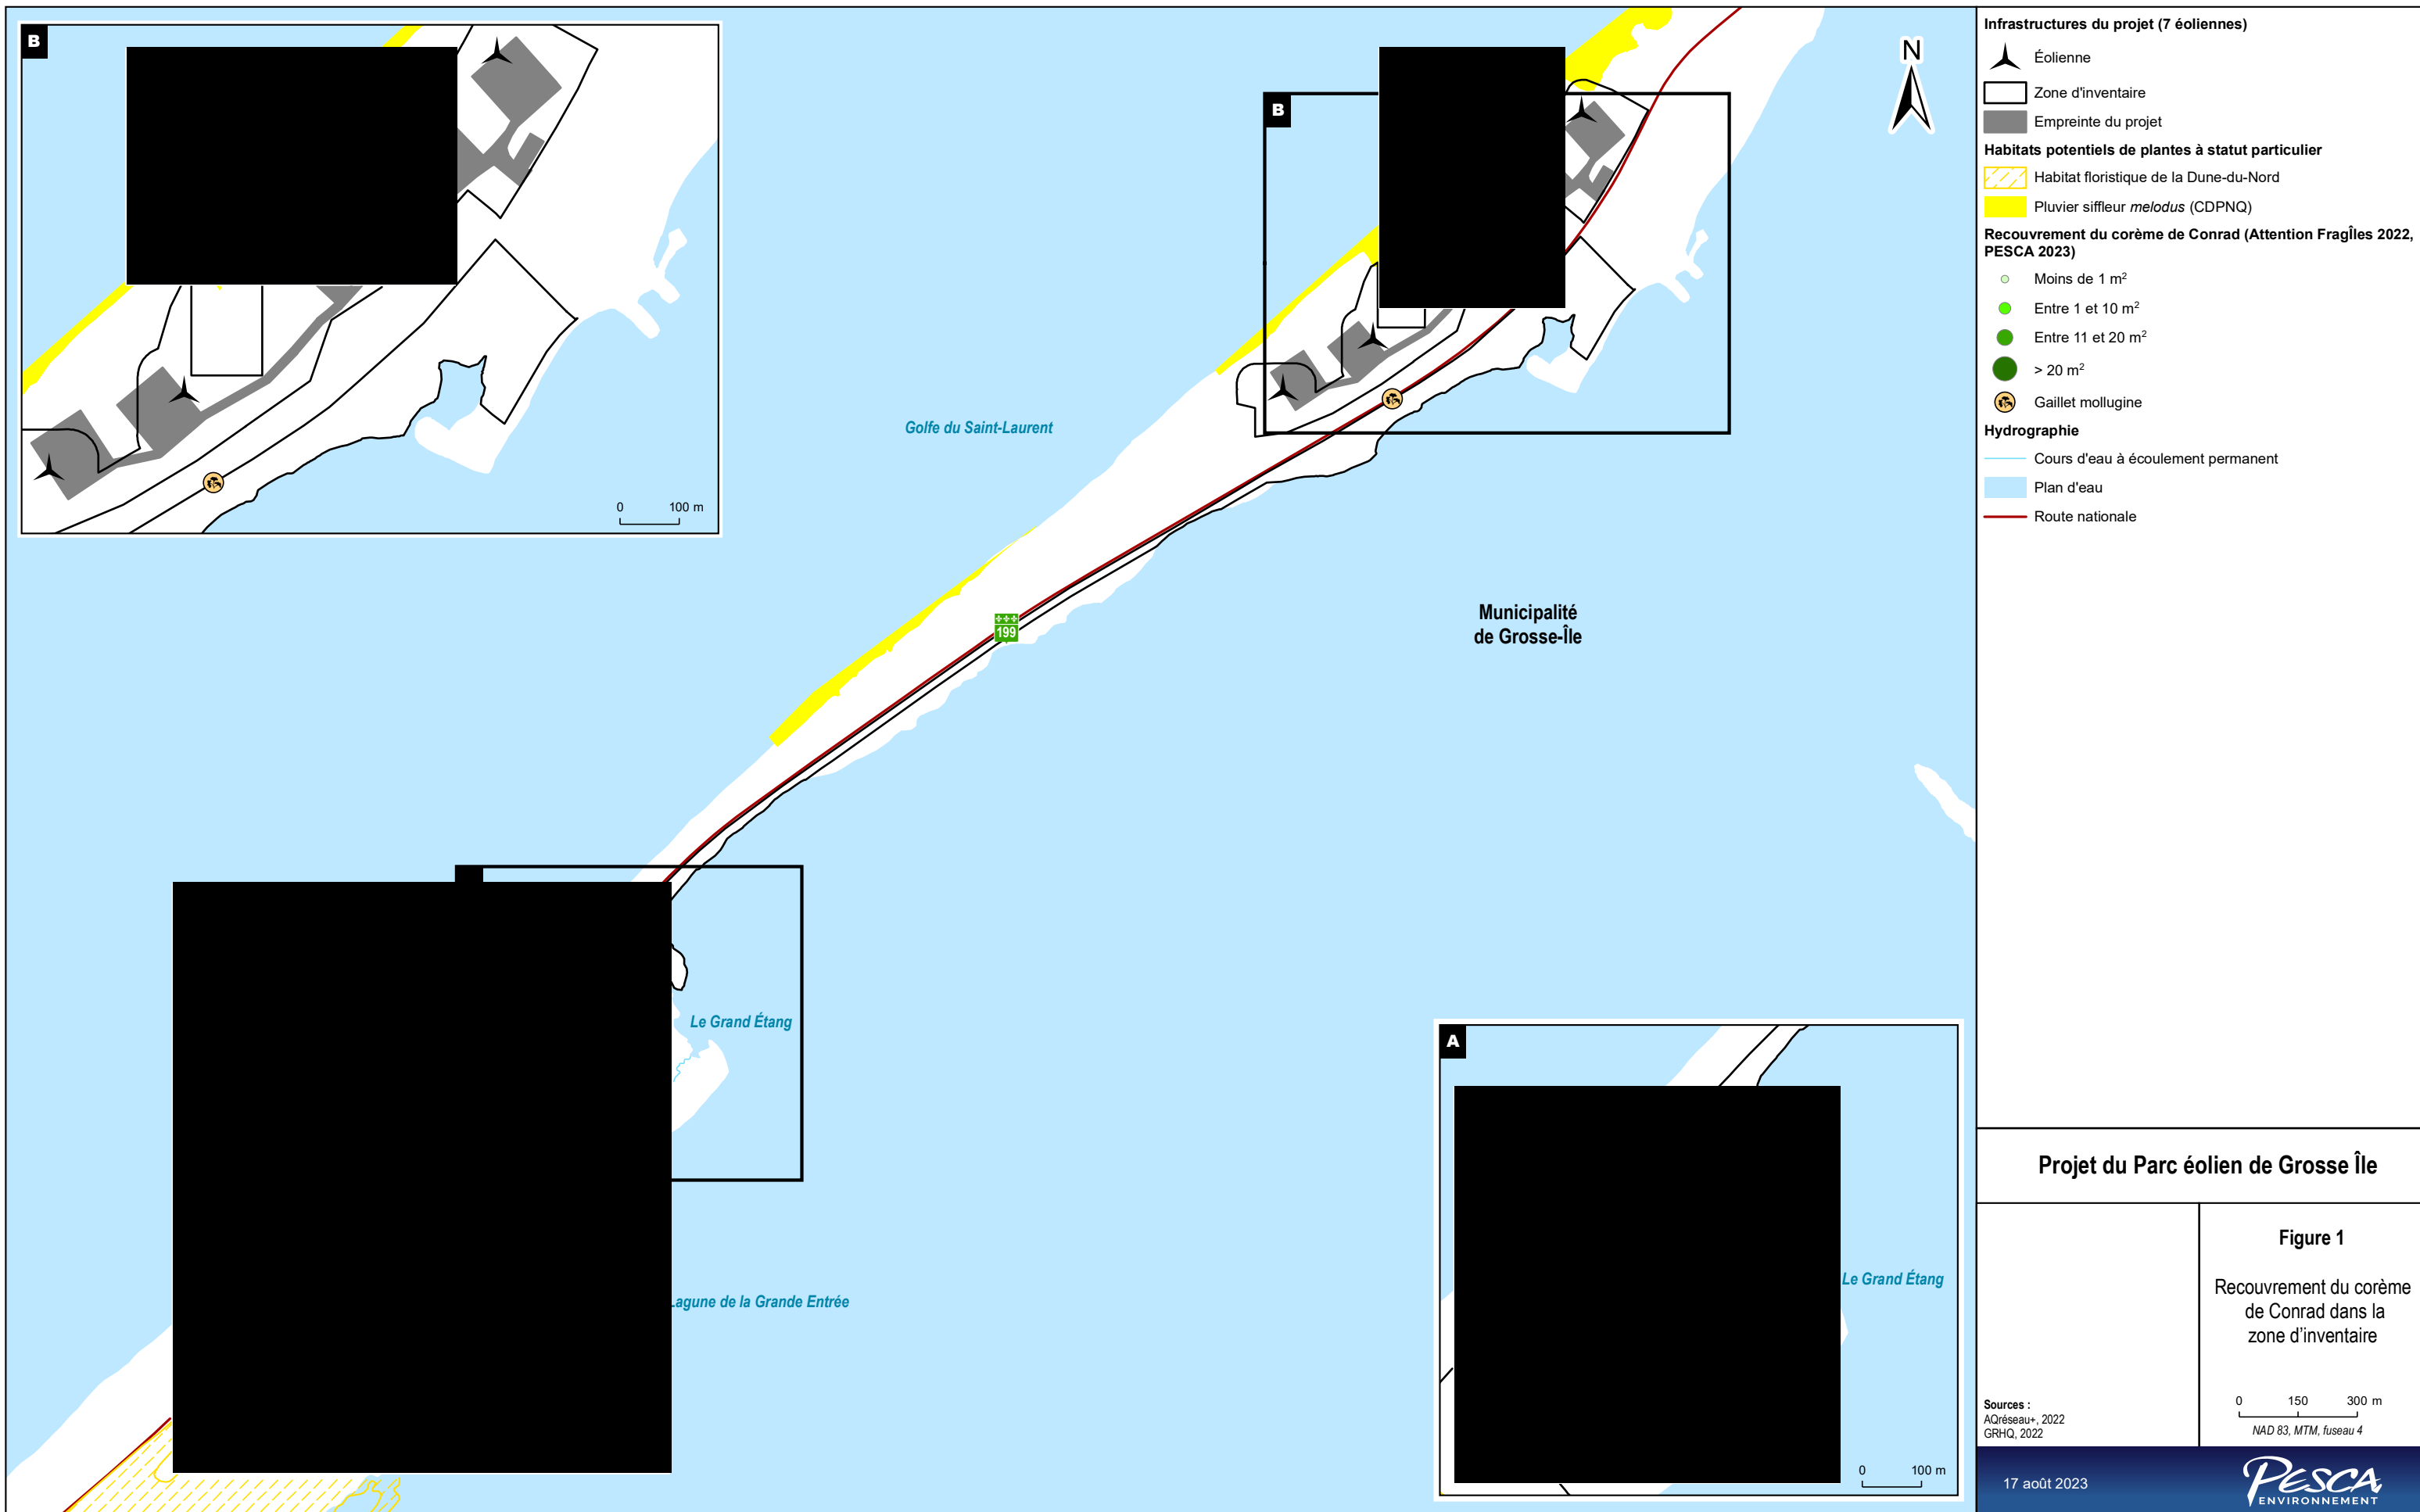 B
B
N
Golfe du Saint-Laurent
0 100 m
199
Municipalité
de Grosse-Île
Le Grand Étang
Lagune de la Grande Entrée
A
Le Grand Étang
0 100 m
Infrastructures du projet (7 éoliennes)
Éolienne
Zone d'inventaire
Empreinte du projet
Habitats potentiels de plantes à statut particulier
Habitat floristique de la Dune-du-Nord
Pluvier siffleur melodus (CDPNQ)
Recouvrement du corème de Conrad (Attention FragÎles 2022,
PESCA 2023)
Moins de 1 m²
Entre 1 et 10 m²
Entre 11 et 20 m²
> 20 m²
Gaillet mollugine
Hydrographie
Cours d'eau à écoulement permanent
Plan d'eau
Route nationale
Projet du Parc éolien de Grosse Île
Figure 1
Recouvrement du corème
de Conrad dans la
zone d'inventaire
0 150 300 m
NAD 83, MTM, fuseau 4
Sources :
AQréseau+, 2022
GRHQ, 2022
17 août 2023
PESCA
ENVIRONNEMENT